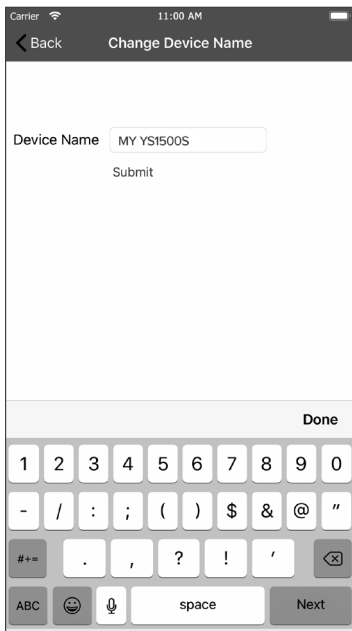 Carrier 11:00 AM
Back Change Device Name
Device Name MY YS1500S
Submit
Done
1 2 3 4 5 6 7 8 9 0
- / : ; ( ) $ & @ "
#+= . , ? ! '
ABC space Next